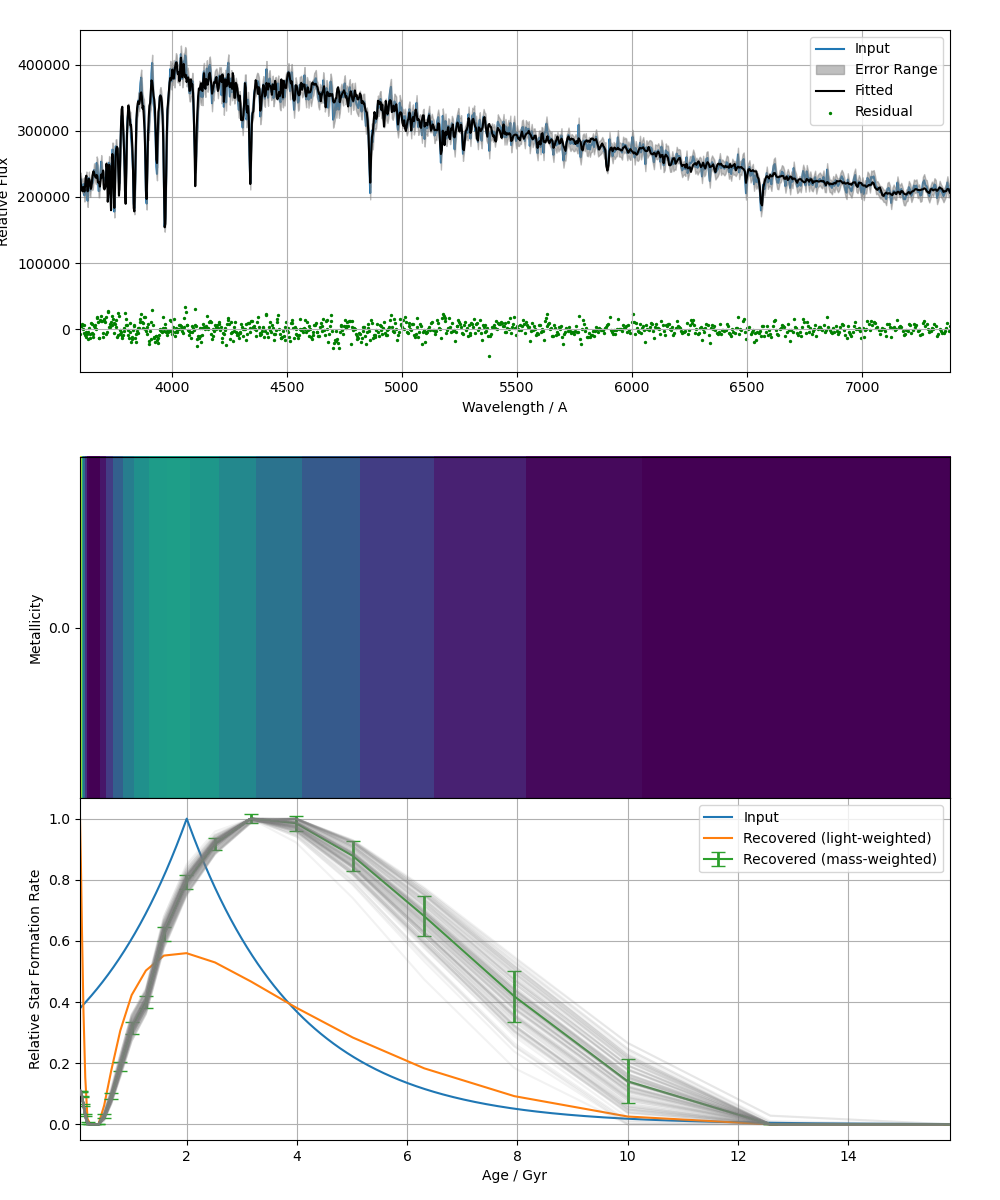 400000
300000
200000
100000
0
Relative Flux
Input
Error Range
Fitted
Residual
4000
4500
5000
5500
6000
6500
7000
Wavelength / A
Metallicity
0.0
1.0
0.8
0.6
0.4
0.2
0.0
Relative Star Formation Rate
Input
Recovered (light-weighted)
Recovered (mass-weighted)
2
4
6
8
10
12
14
Age / Gyr